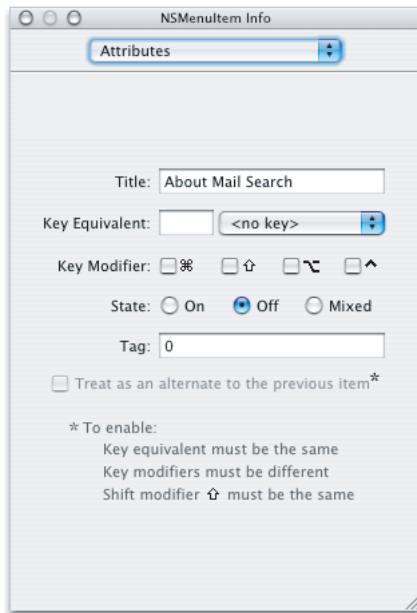 NSMenuItem Info
Attributes
Title: About Mail Search
Key Equivalent: <no key>
Key Modifier: ⌘ ⇧ ⌥ ^
State: On Off Mixed
Tag: 0
Treat as an alternate to the previous item*
* To enable:
Key equivalent must be the same
Key modifiers must be different
Shift modifier ⇧ must be the same